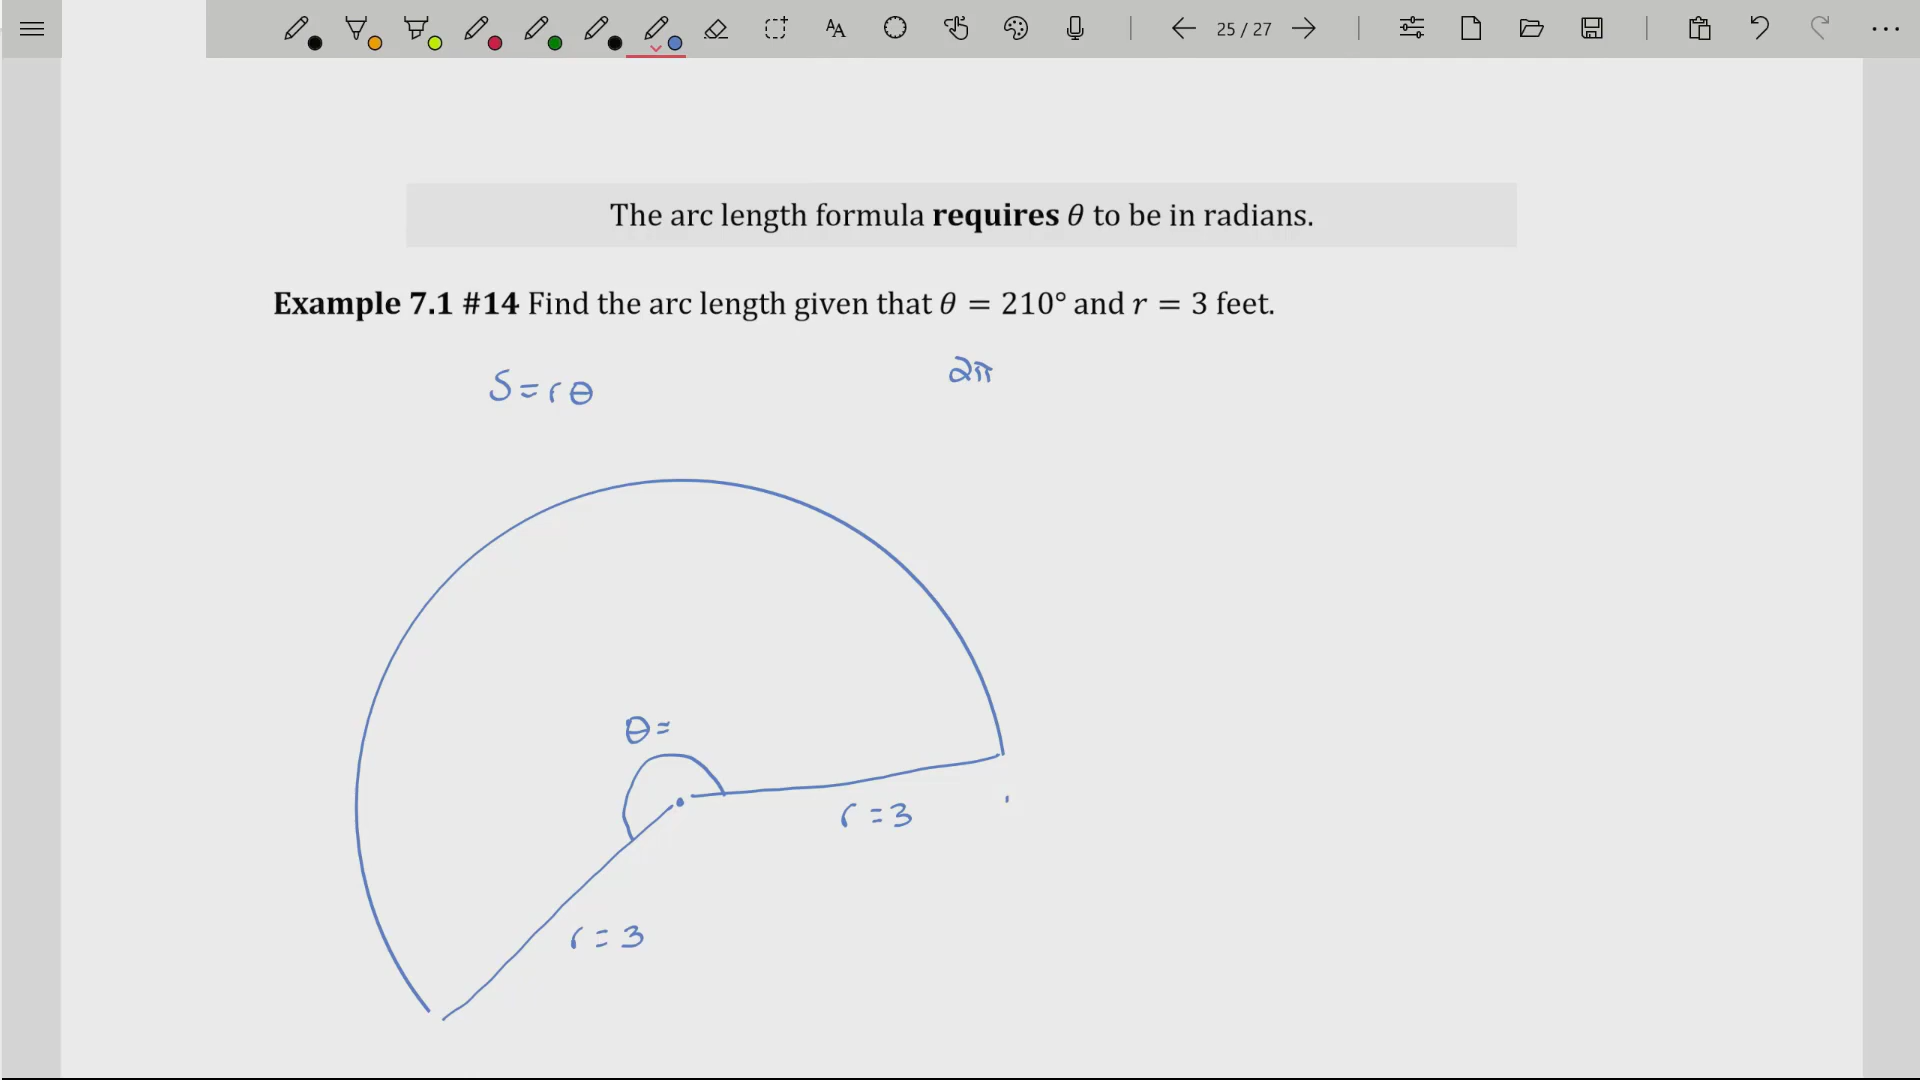 25 / 27
The arc length formula requires θ to be in radians.
Example 7.1 #14 Find the arc length given that θ = 210° and r = 3 feet.
S = r θ
2π
θ =
r = 3
r = 3